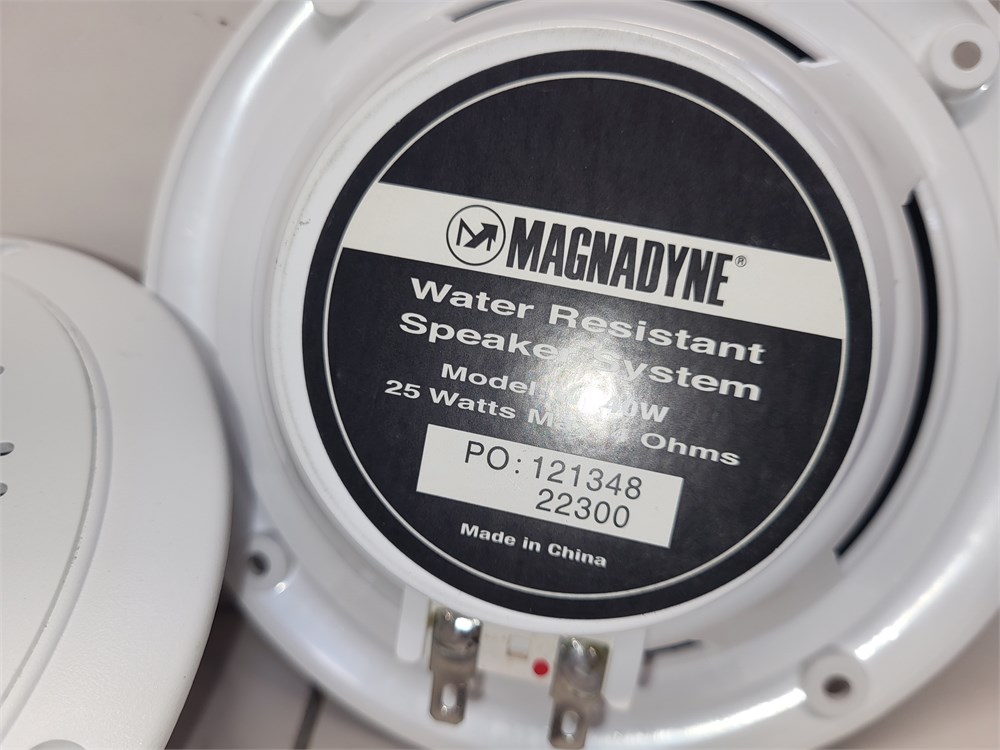 MAGNADYNE®
Water Resistant
Speaker System
Model
25 Watts Ohms
PO: 121348
22300
Made in China